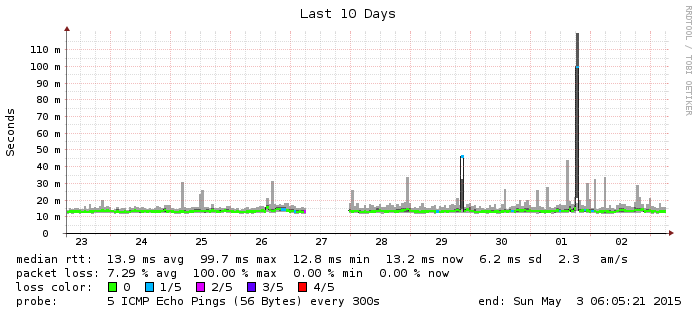 Last 10 Days
RRDTOOL / TOBI OETIKER
Seconds
110 m
100 m
90 m
80 m
70 m
60 m
50 m
40 m
30 m
20 m
10 m
0
23 24 25 26 27 28 29 30 01 02
median rtt: 13.9 ms avg 99.7 ms max 12.8 ms min 13.2 ms now 6.2 ms sd 2.3 am/s
packet loss: 7.29 % avg 100.00 % max 0.00 % min 0.00 % now
loss color: 0 1/5 2/5 3/5 4/5
probe: 5 ICMP Echo Pings (56 Bytes) every 300s end: Sun May 3 06:05:21 2015